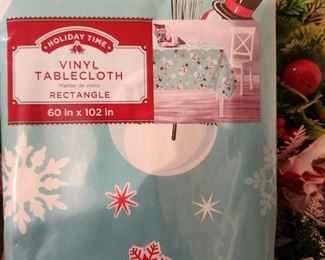 HOLIDAY TIME
VINYL
TABLECLOTH
Mantel de vinilo
RECTANGLE
60 in x 102 in